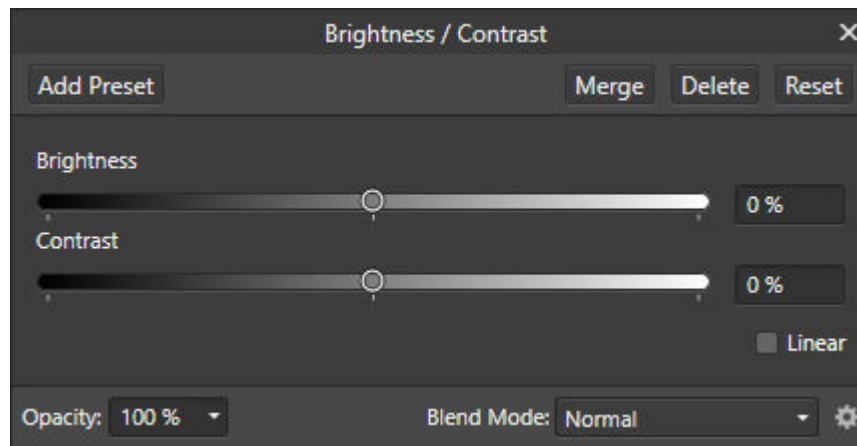 Brightness / Contrast
Add Preset Merge Delete Reset
Brightness
0 %
Contrast
0 %
Linear
Opacity: 100 % Blend Mode: Normal